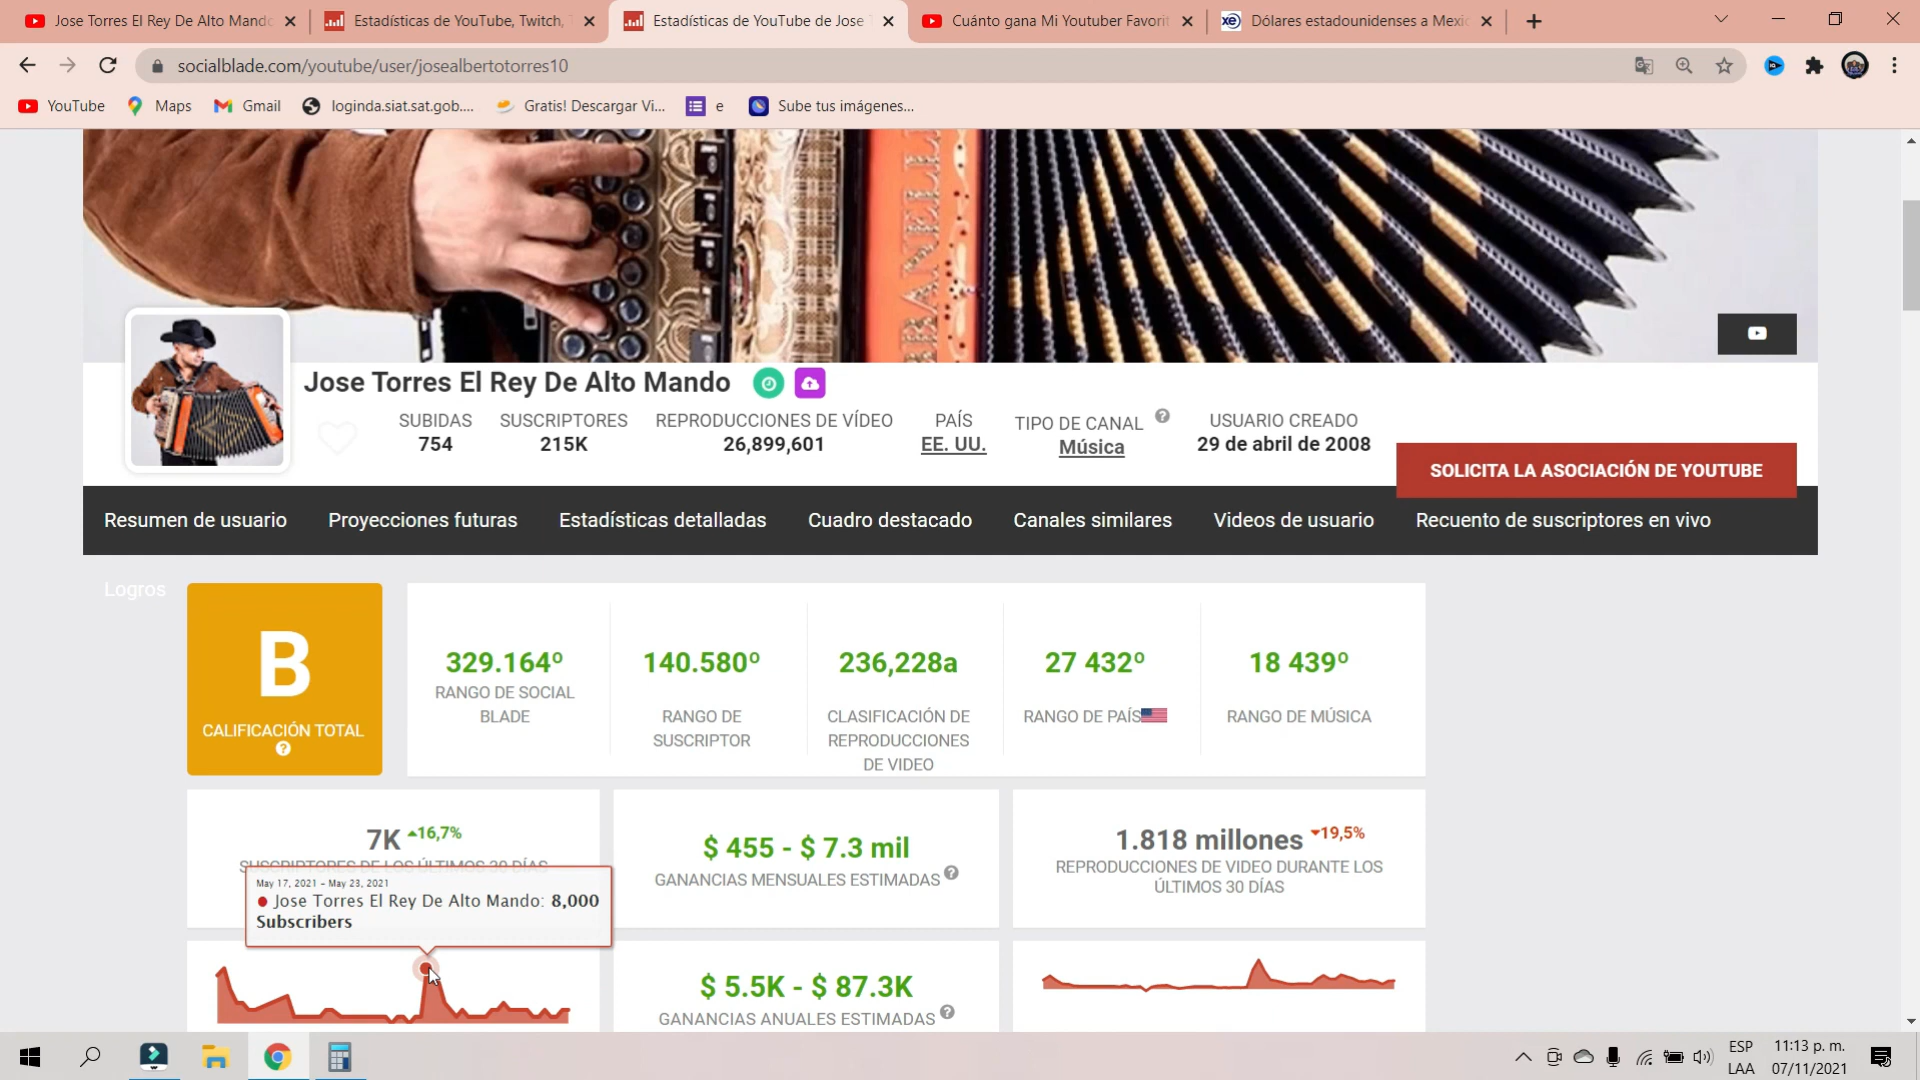 Jose Torres El Rey De Alto Mando
Estadísticas de YouTube, Twitch, T
Estadísticas de YouTube de Jose T
Cuánto gana Mi Youtuber Favorit
Dólares estadounidenses a Mexic
socialblade.com/youtube/user/josealbertotorres10
YouTube
Maps
Gmail
loginda.siat.sat.gob....
Gratis! Descargar Vi...
e
Sube tus imágenes...
Jose Torres El Rey De Alto Mando
SUBIDAS
754
SUSCRIPTORES
215K
REPRODUCCIONES DE VÍDEO
26,899,601
PAÍS
EE. UU.
TIPO DE CANAL
Música
USUARIO CREADO
29 de abril de 2008
SOLICITA LA ASOCIACIÓN DE YOUTUBE
Resumen de usuario
Proyecciones futuras
Estadísticas detalladas
Cuadro destacado
Canales similares
Videos de usuario
Recuento de suscriptores en vivo
Logros
B
CALIFICACIÓN TOTAL
329.164º
RANGO DE SOCIAL
BLADE
140.580º
RANGO DE
SUSCRIPTOR
236,228a
CLASIFICACIÓN DE
REPRODUCCIONES
DE VIDEO
27 432º
RANGO DE PAÍS
18 439º
RANGO DE MÚSICA
7K 16,7%
SUSCRIPTORES DE LOS ÚLTIMOS 30 DÍAS
May 17, 2021 - May 23, 2021
Jose Torres El Rey De Alto Mando: 8,000
Subscribers
$ 455 - $ 7.3 mil
GANANCIAS MENSUALES ESTIMADAS
1.818 millones 19,5%
REPRODUCCIONES DE VIDEO DURANTE LOS
ÚLTIMOS 30 DÍAS
$ 5.5K - $ 87.3K
GANANCIAS ANUALES ESTIMADAS
ESP
LAA
11:13 p. m.
07/11/2021